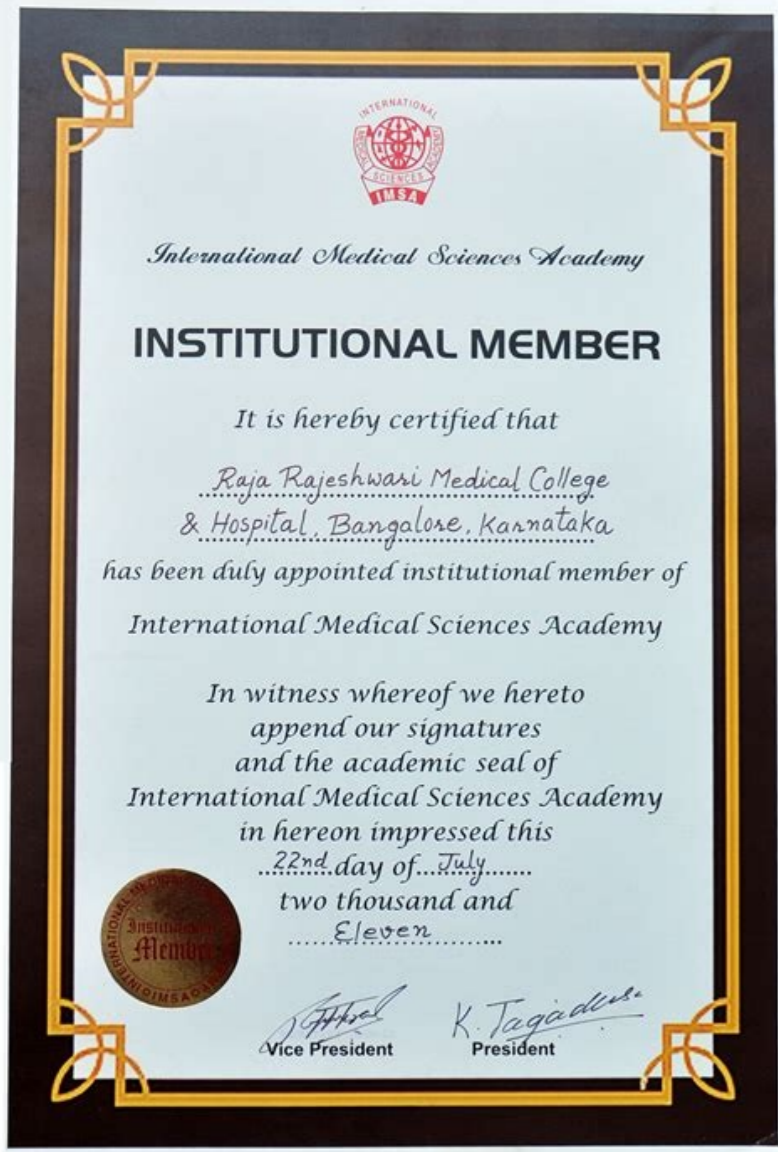 INTERNATIONAL
MEDICAL SCIENCES ACADEMY
IMSA
International Medical Sciences Academy
INSTITUTIONAL MEMBER
It is hereby certified that
Raja Rajeshwari Medical College
& Hospital, Bangalore, Karnataka
has been duly appointed institutional member of
International Medical Sciences Academy
In witness whereof we hereto
append our signatures
and the academic seal of
International Medical Sciences Academy
in hereon impressed this
22nd day of July
two thousand and
Eleven
Institutional
Member
K.
Vice President
President